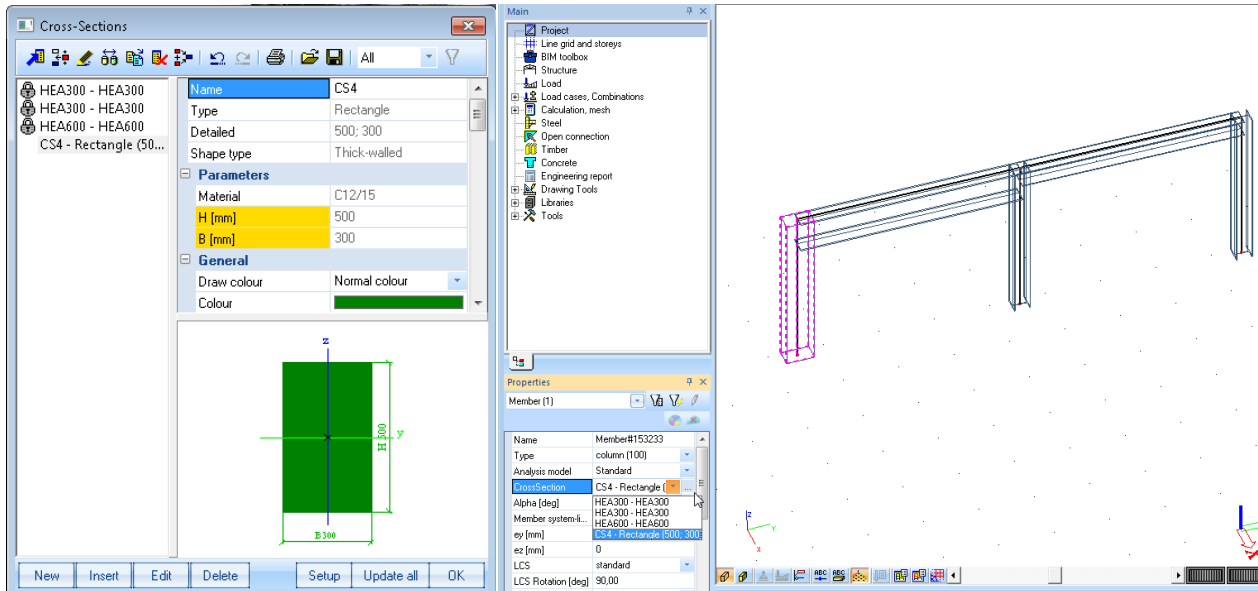 Cross-Sections
All
HEA300 - HEA300
HEA300 - HEA300
HEA600 - HEA600
CS4 - Rectangle (50...
Name CS4
Type Rectangle
Detailed 500; 300
Shape type Thick-walled
Parameters
Material C12/15
H [mm] 500
B [mm] 300
General
Draw colour Normal colour
Colour
z
y
H 500
B 300
New Insert Edit Delete Setup Update all OK
Main
Project
Line grid and storeys
BIM toolbox
Structure
Load
Load cases, Combinations
Calculation, mesh
Steel
Open connection
Timber
Concrete
Engineering report
Drawing Tools
Libraries
Tools
Properties
Member (1)
Name Member#153233
Type column (100)
Analysis model Standard
CrossSection CS4 - Rectangle (
Alpha [deg] HEA300 - HEA300
HEA300 - HEA300
Member system-li... HEA600 - HEA600
ey [mm] CS4 - Rectangle (500; 300
ez [mm] 0
LCS standard
LCS Rotation [deg] 90,00
z
y
x
ABC ABC